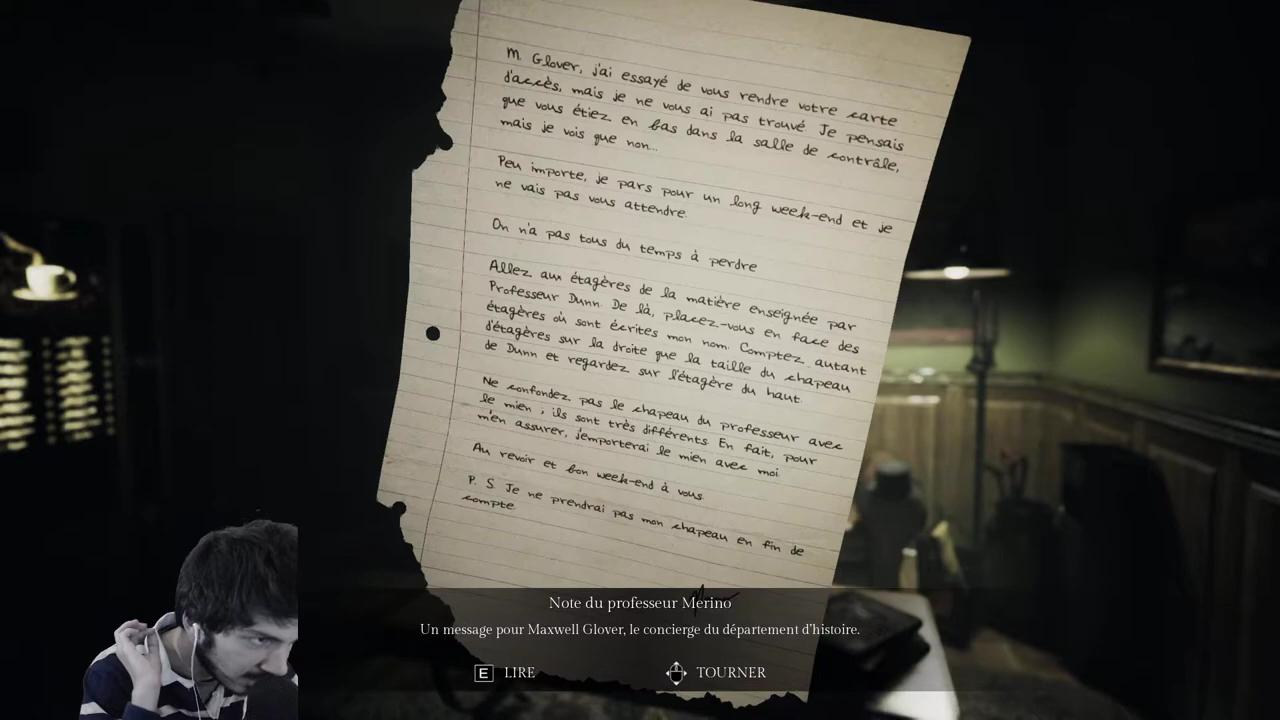 M. Glover, j'ai essayé de vous rendre votre carte
d'accès, mais je ne vous ai pas trouvé Je pensais
que vous étiez en bas dans la salle de contrâle,
mais je vois que non...
Peu importe, je pars pour un long week-end et je
ne vais pas vous attendre.
On n'a pas tous du temps à perdre
Allez aux étagères de la matière enseignée par
Professeur Dunn. De là, placez-vous en face des
étagères où sont écrites mon nom. Comptez autant
d'étagères sur la droite que la taille du chapeau
de Dunn et regardez sur l'étagère du haut.
Ne confondez pas le chapeau du professeur avec
le mien ; ils sont très différents. En fait, pour
m'en assurer, j'emporterai le mien avec moi.
Au revoir et bon week-end à vous.
P. S. Je ne prendrai pas mon chapeau en fin de
compte.
Note du professeur Merino
Un message pour Maxwell Glover, le concierge du département d'histoire.
E LIRE
TOURNER